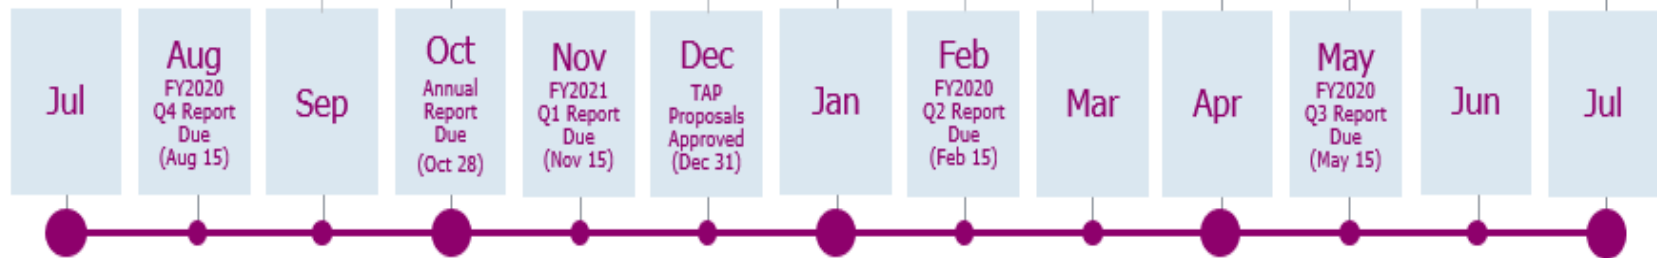 Jul
Aug
FY2020
Q4 Report
Due
(Aug 15)
Sep
Oct
Annual
Report
Due
(Oct 28)
Nov
FY2021
Q1 Report
Due
(Nov 15)
Dec
TAP
Proposals
Approved
(Dec 31)
Jan
Feb
FY2020
Q2 Report
Due
(Feb 15)
Mar
Apr
May
FY2020
Q3 Report
Due
(May 15)
Jun
Jul